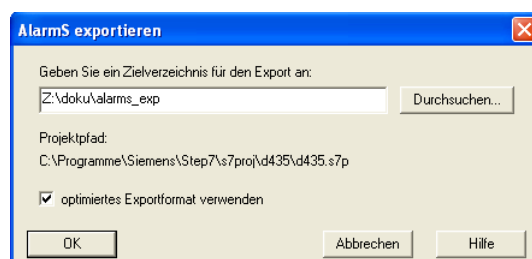 AlarmS exportieren
Geben Sie ein Zielverzeichnis für den Export an:
Z:\doku\alarms_exp
Durchsuchen...
Projektpfad:
C:\Programme\Siemens\Step7\s7proj\d435\d435.s7p
optimiertes Exportformat verwenden
OK
Abbrechen
Hilfe